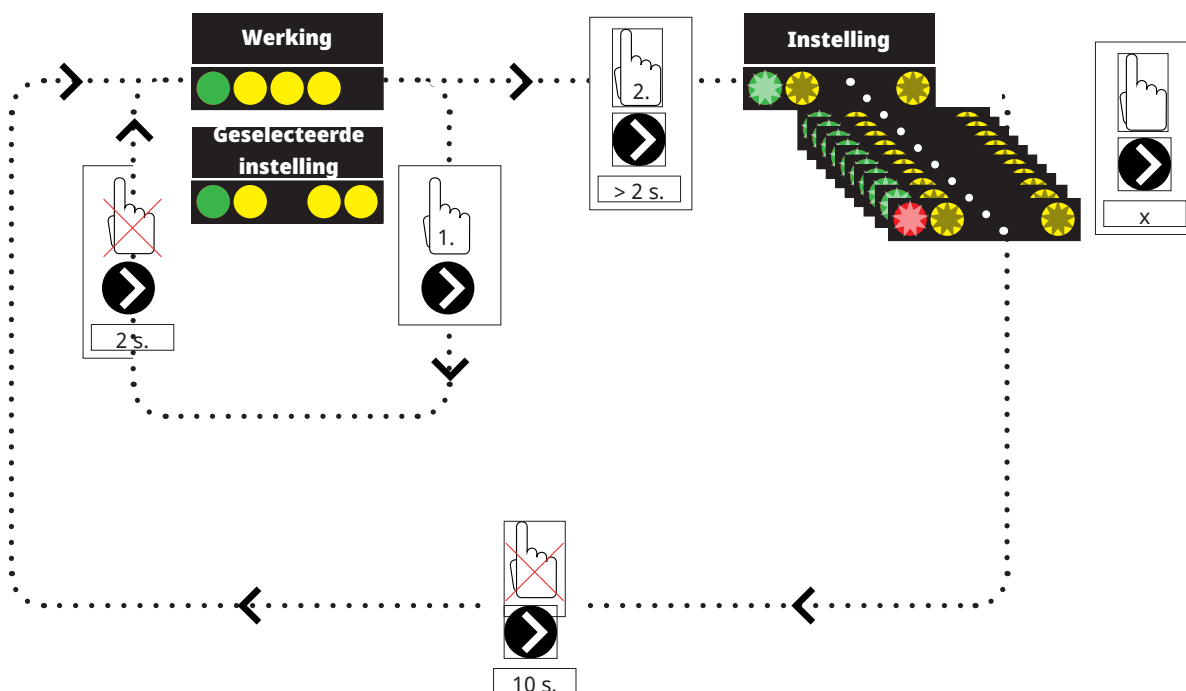 Werking
Geselecteerde
instelling
1.
2 s.
2.
> 2 s.
Instelling
x
10 s.